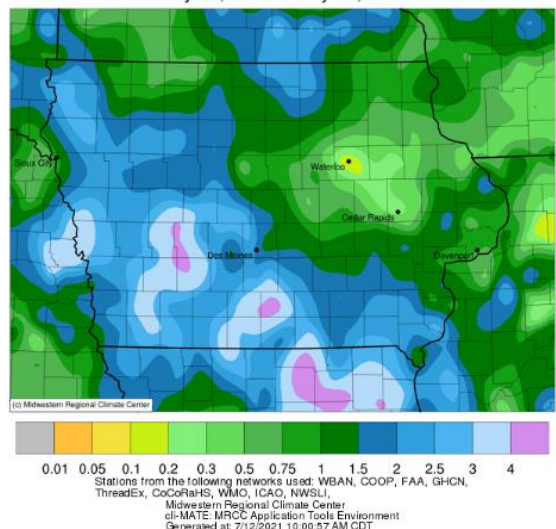 Sioux City
Waterloo
Cedar Rapids
Des Moines
Davenport
(c) Midwestern Regional Climate Center
0.01 0.05 0.1 0.2 0.3 0.5 0.75 1 1.5 2 2.5 3 4
Stations from the following networks used: WBAN, COOP, FAA, GHCN,
ThreadEx, CoCoRaHS, WMO, ICAO, NWSLI,
Midwestern Regional Climate Center
cli-MATE: MRCC Application Tools Environment
Generated at: 7/12/2021 10:00:57 AM CDT